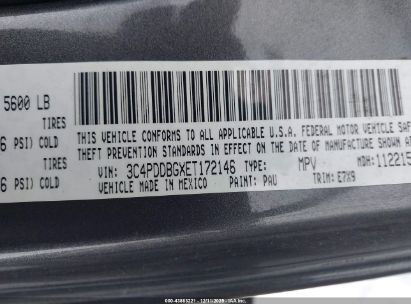 5600 LB
TIRES
THIS VEHICLE CONFORMS TO ALL APPLICABLE U.S.A. FEDERAL MOTOR VEHICLE SAF
6 PSI) COLD THEFT PREVENTION STANDARDS IN EFFECT ON THE DATE OF MANUFACTURE SHOWN A
TIRES VIN: 3C4PDDBGXET172146 TYPE: MPV MDH: 112215
6 PSI) COLD VEHICLE MADE IN MEXICO PAINT: PAU TRIM: E7X9